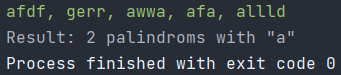 afdf, gerr, awwa, afa, allld
Result: 2 palindroms with "a"
Process finished with exit code 0